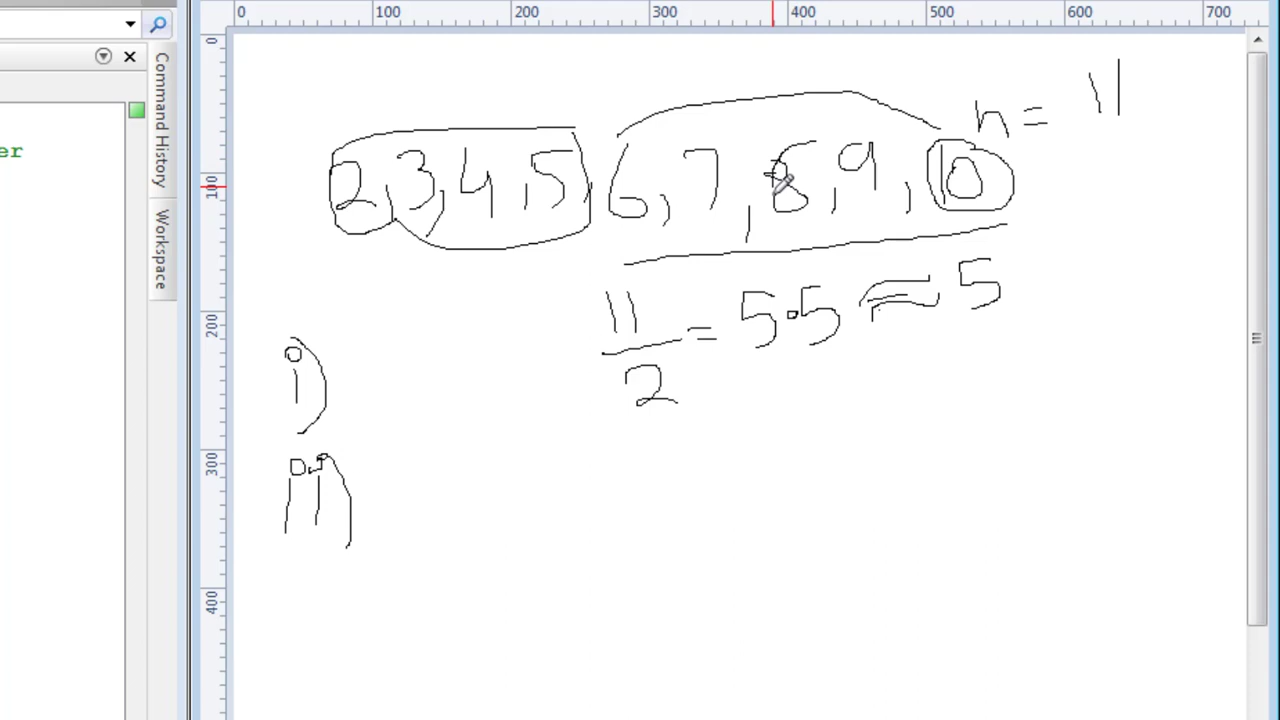 0 100 200 300 400 500 600 700
er
Command History
Workspace
0
100
200
300
400
n = 11
2, 3, 4, 5, 6, 7, 8, 9, 10
11/2 = 5.5 ≈ 5
i)
ii)